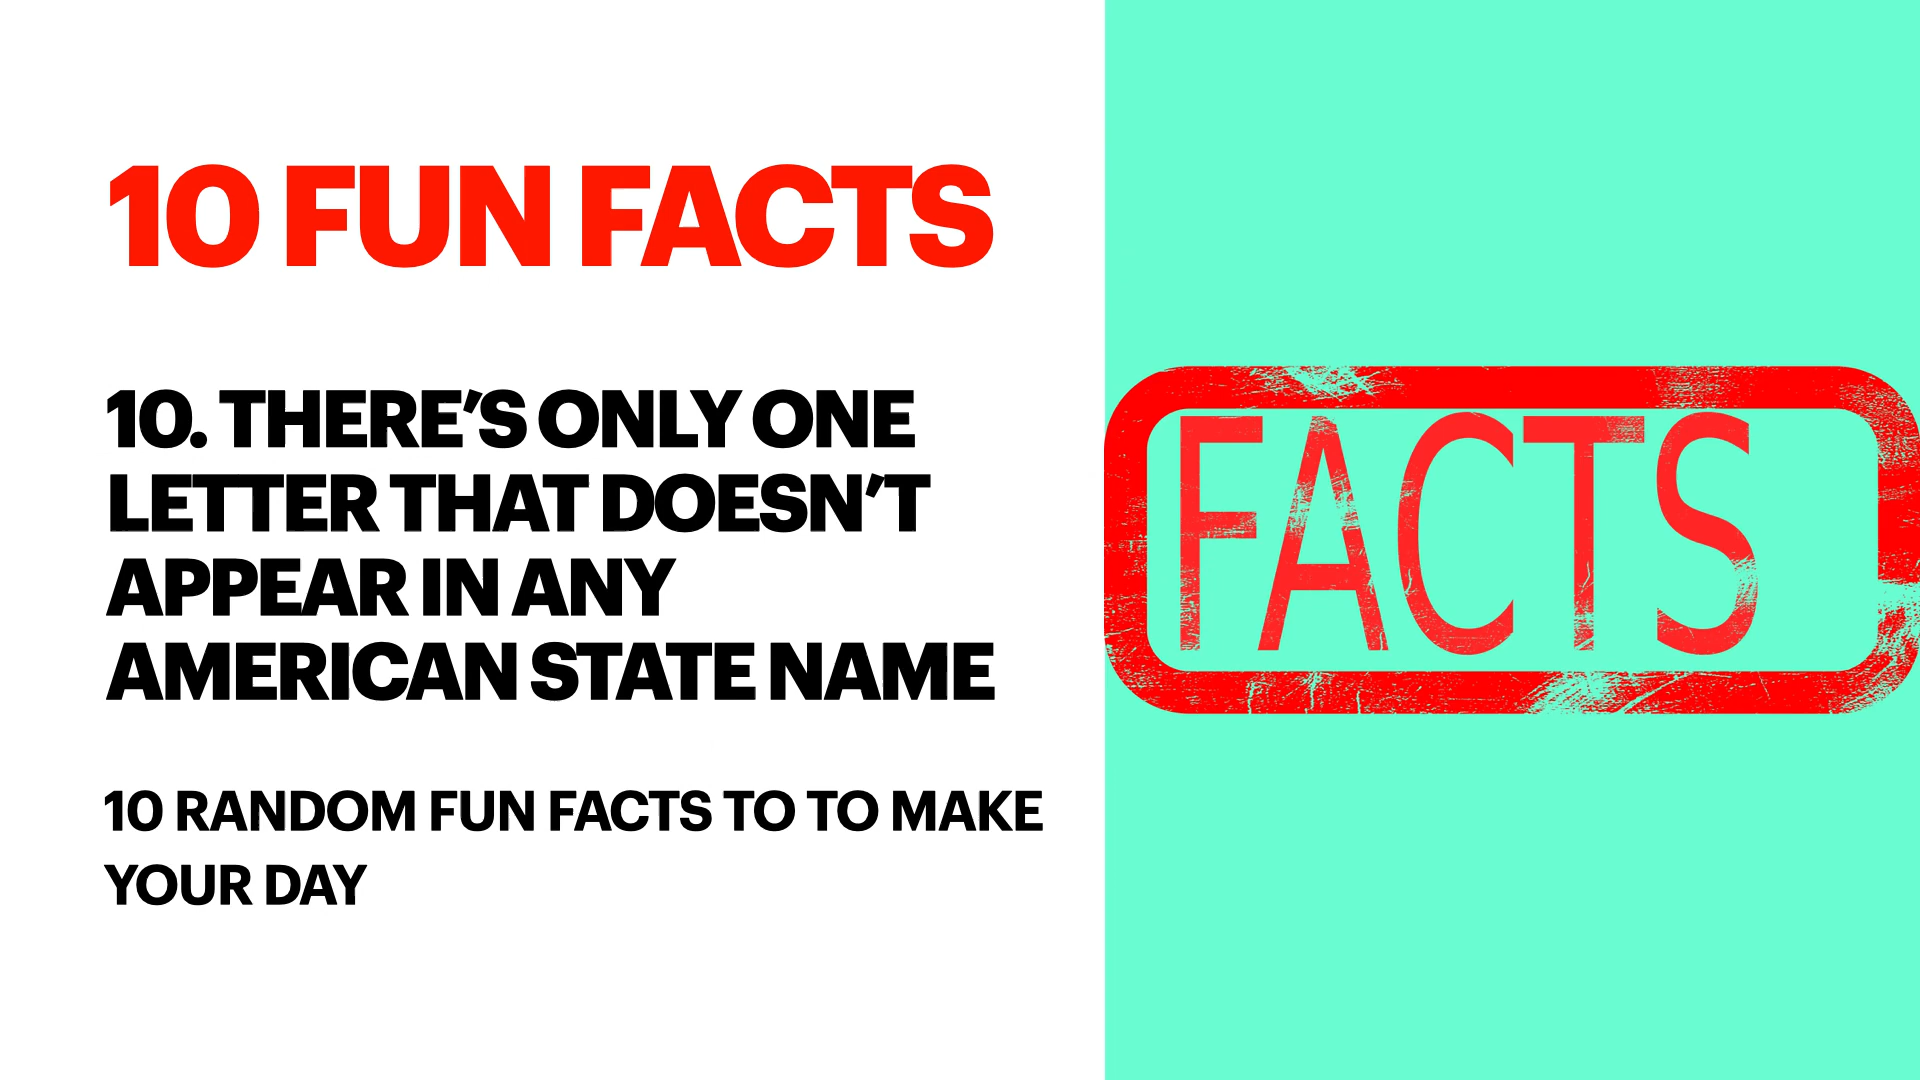 10 FUN FACTS
10. THERE’S ONLY ONE
LETTER THAT DOESN’T
APPEAR IN ANY
AMERICAN STATE NAME
10 RANDOM FUN FACTS TO TO MAKE
YOUR DAY
FACTS